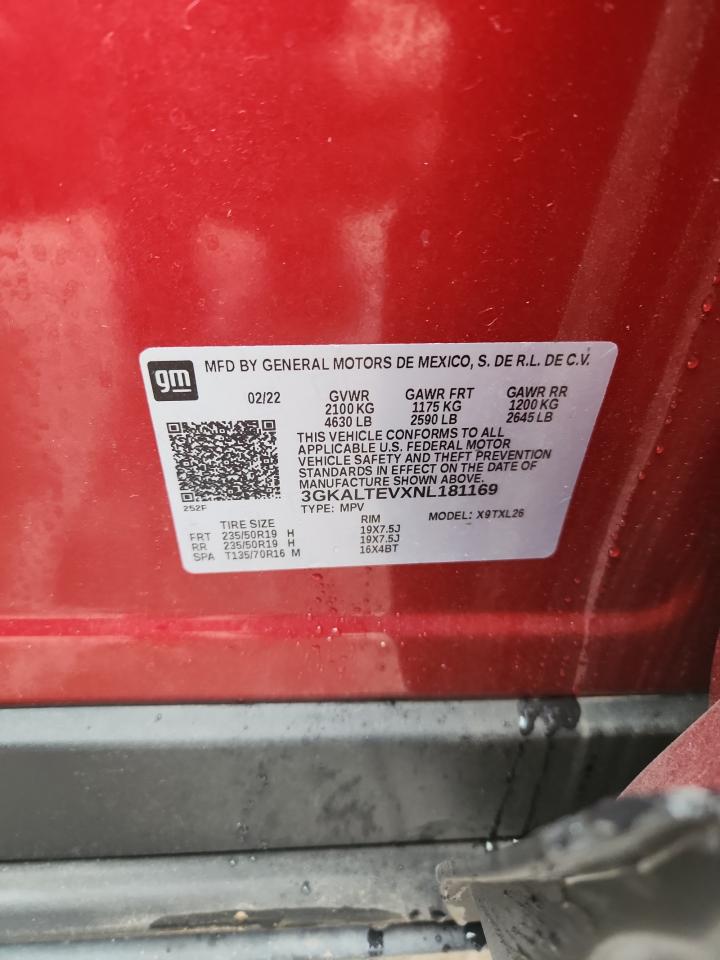 gm
MFD BY GENERAL MOTORS DE MEXICO, S. DE R.L. DE C.V.
02/22 GVWR GAWR FRT GAWR RR
2100 KG 1175 KG 1200 KG
4630 LB 2590 LB 2645 LB
THIS VEHICLE CONFORMS TO ALL
APPLICABLE U.S. FEDERAL MOTOR
VEHICLE SAFETY AND THEFT PREVENTION
STANDARDS IN EFFECT ON THE DATE OF
MANUFACTURE SHOWN ABOVE.
3GKALTEVXNL181169
252F
TYPE: MPV MODEL: X9TXL26
TIRE SIZE RIM
FRT 235/50R19 H 19X7.5J
RR 235/50R19 H 19X7.5J
SPA T135/70R16 M 16X4BT